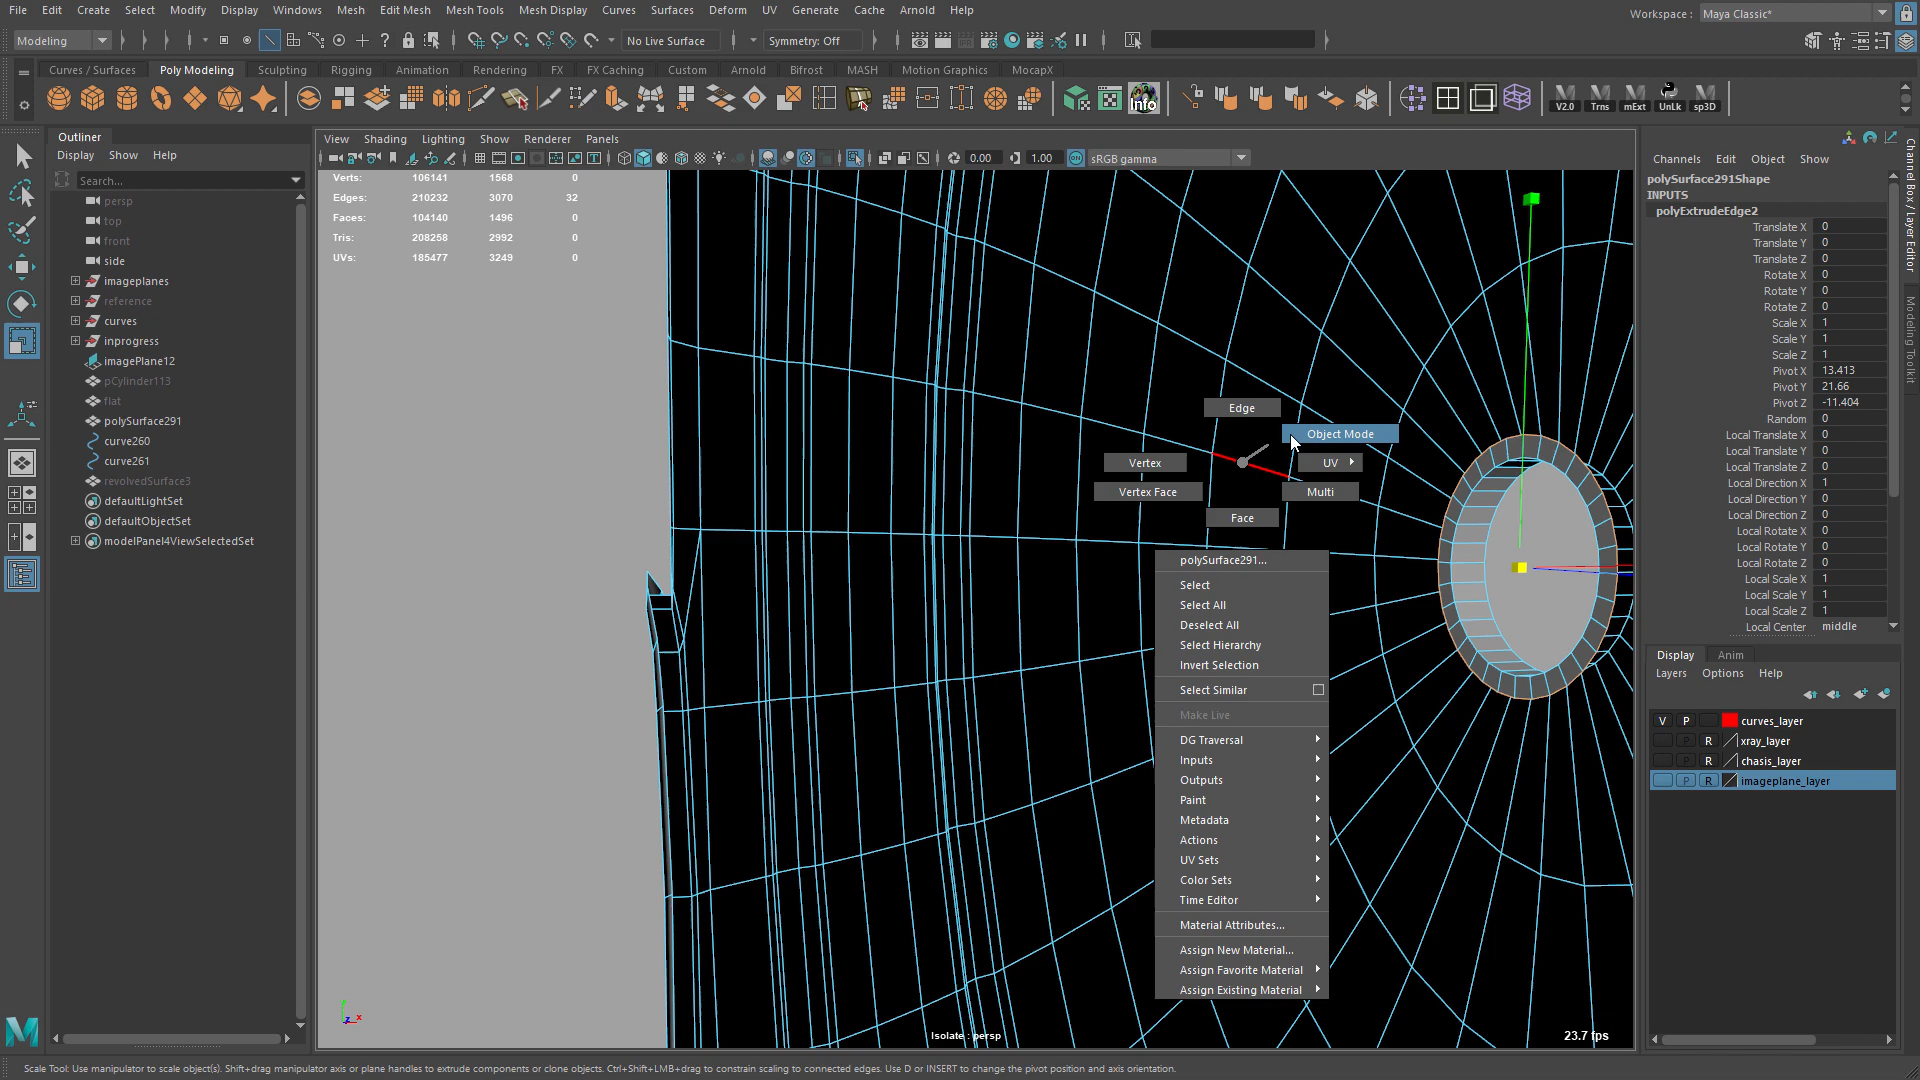 File Edit Create Select Modify Display Windows Mesh Edit Mesh Mesh Tools Mesh Display Curves Surfaces Deform UV Generate Cache Arnold Help
Workspace : Maya Classic*
Modeling No Live Surface Symmetry: Off
Curves / Surfaces Poly Modeling Sculpting Rigging Animation Rendering FX FX Caching Custom Arnold Bifrost MASH Motion Graphics MocapX
Info V2.0 Trns mExt UnLk sp3D
Outliner
Display Show Help
Search...
persp
top
front
side
imageplanes
reference
curves
inprogress
imagePlane12
pCylinder113
flat
polySurface291
curve260
curve261
revolvedSurface3
defaultLightSet
defaultObjectSet
modelPanel4ViewSelectedSet
View Shading Lighting Show Renderer Panels
0.00 1.00 sRGB gamma
Verts: 106141 1568 0
Edges: 210232 3070 32
Faces: 104140 1496 0
Tris: 208258 2992 0
UVs: 185477 3249 0
Edge
Object Mode
Vertex
UV
Vertex Face
Multi
Face
polySurface291...
Select
Select All
Deselect All
Select Hierarchy
Invert Selection
Select Similar
Make Live
DG Traversal
Inputs
Outputs
Paint
Metadata
Actions
UV Sets
Color Sets
Time Editor
Material Attributes...
Assign New Material...
Assign Favorite Material
Assign Existing Material
Isolate : persp
23.7 fps
Channels Edit Object Show
polySurface291Shape
INPUTS
polyExtrudeEdge2
Translate X 0
Translate Y 0
Translate Z 0
Rotate X 0
Rotate Y 0
Rotate Z 0
Scale X 1
Scale Y 1
Scale Z 1
Pivot X 13.413
Pivot Y 21.66
Pivot Z -11.404
Random 0
Local Translate X 0
Local Translate Y 0
Local Translate Z 0
Local Direction X 1
Local Direction Y 0
Local Direction Z 0
Local Rotate X 0
Local Rotate Y 0
Local Rotate Z 0
Local Scale X 1
Local Scale Y 1
Local Scale Z 1
Local Center middle
Channel Box / Layer Editor
Modeling Toolkit
Display Anim
Layers Options Help
V P curves_layer
P R xray_layer
P R chasis_layer
P R imageplane_layer
Scale Tool: Use manipulator to scale object(s). Shift+drag manipulator axis or plane handles to extrude components or clone objects. Ctrl+Shift+LMB+drag to constrain scaling to connected edges. Use D or INSERT to change the pivot position and axis orientation.